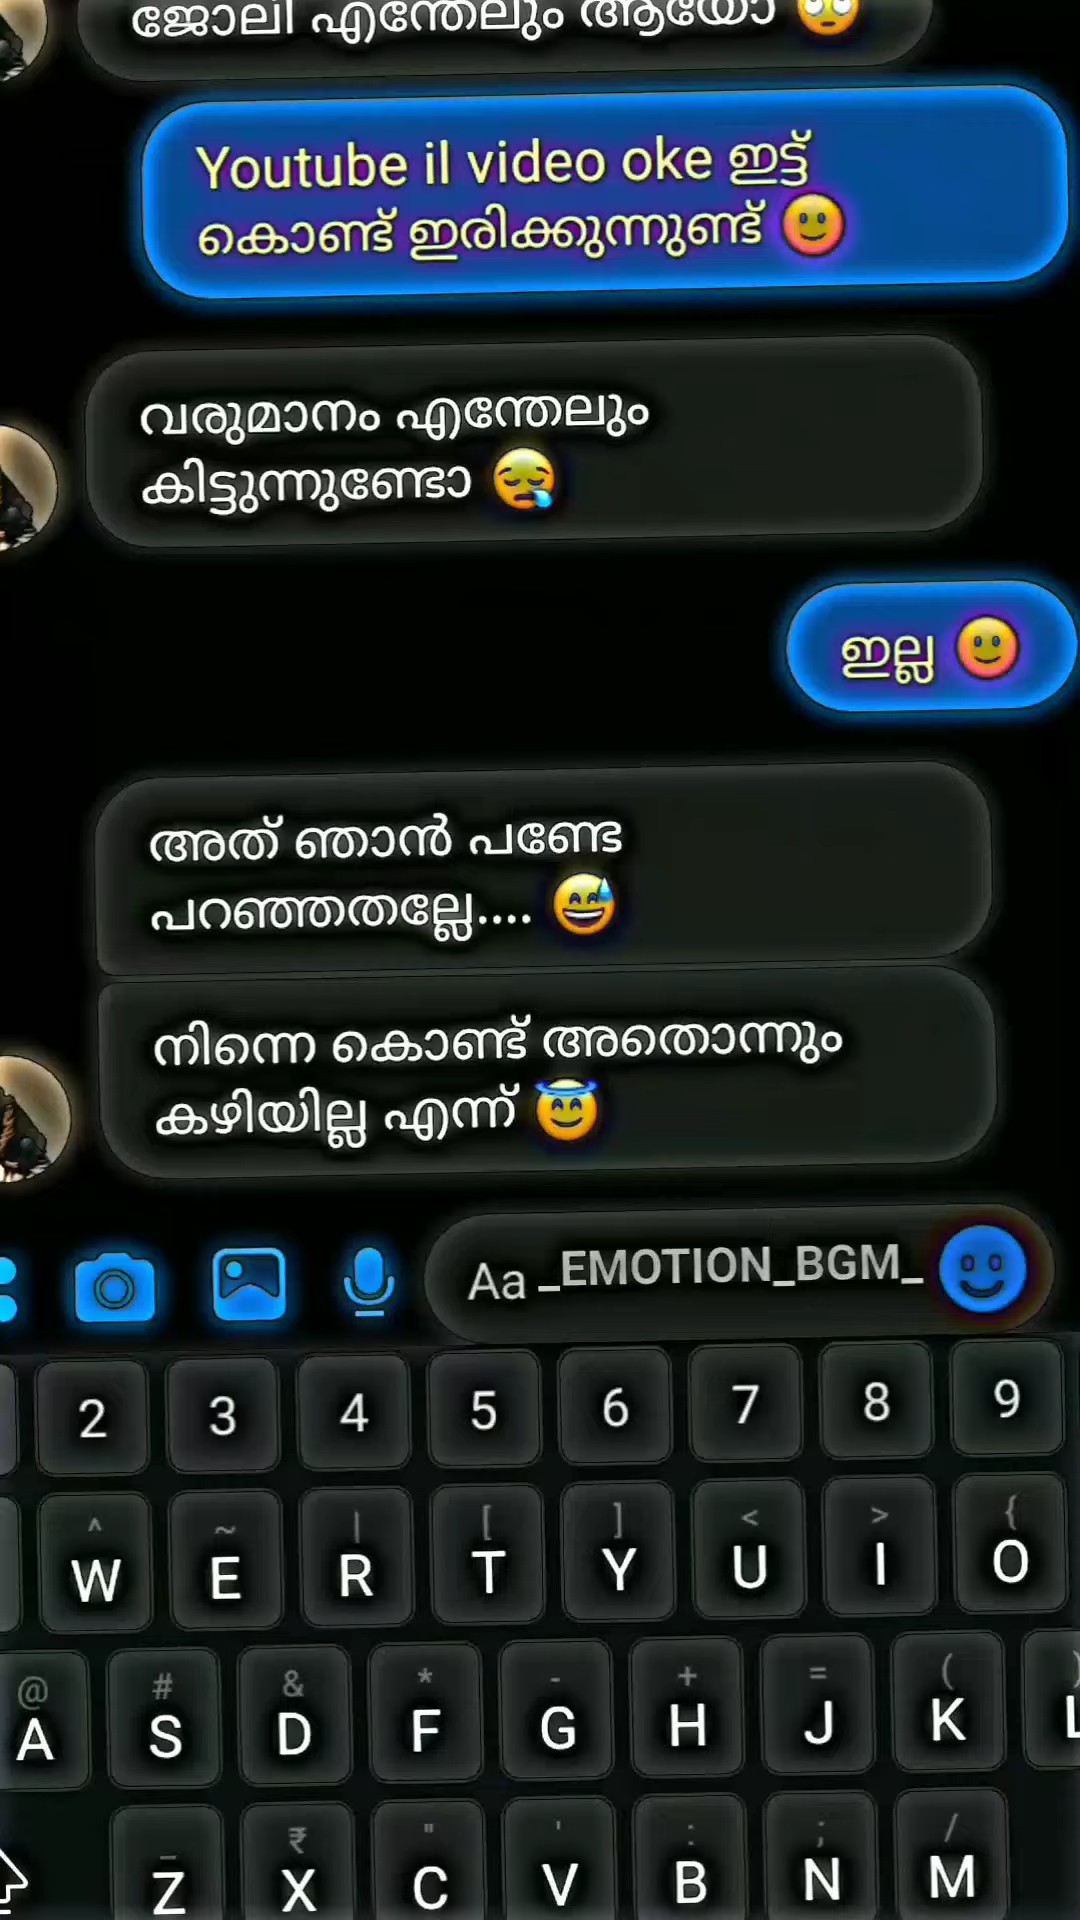 ജോലി എന്തേലും ആയോ 🙄
Youtube il video oke ഇട്ട്
കൊണ്ട് ഇരിക്കുന്നുണ്ട് 🙂
വരുമാനം എന്തേലും
കിട്ടുന്നുണ്ടോ 😪
ഇല്ല 🙂
അത് ഞാൻ പണ്ടേ
പറഞ്ഞതല്ലേ.... 😅
നിന്നെ കൊണ്ട് അതൊന്നും
കഴിയില്ല എന്ന് 😇
Aa _EMOTION_BGM_
2 3 4 5 6 7 8 9
^ ~ | [ ] < > {
W E R T Y U I O
@ # & * - + = ( )
A S D F G H J K L
_ ₹ " ' : ; /
Z X C V B N M